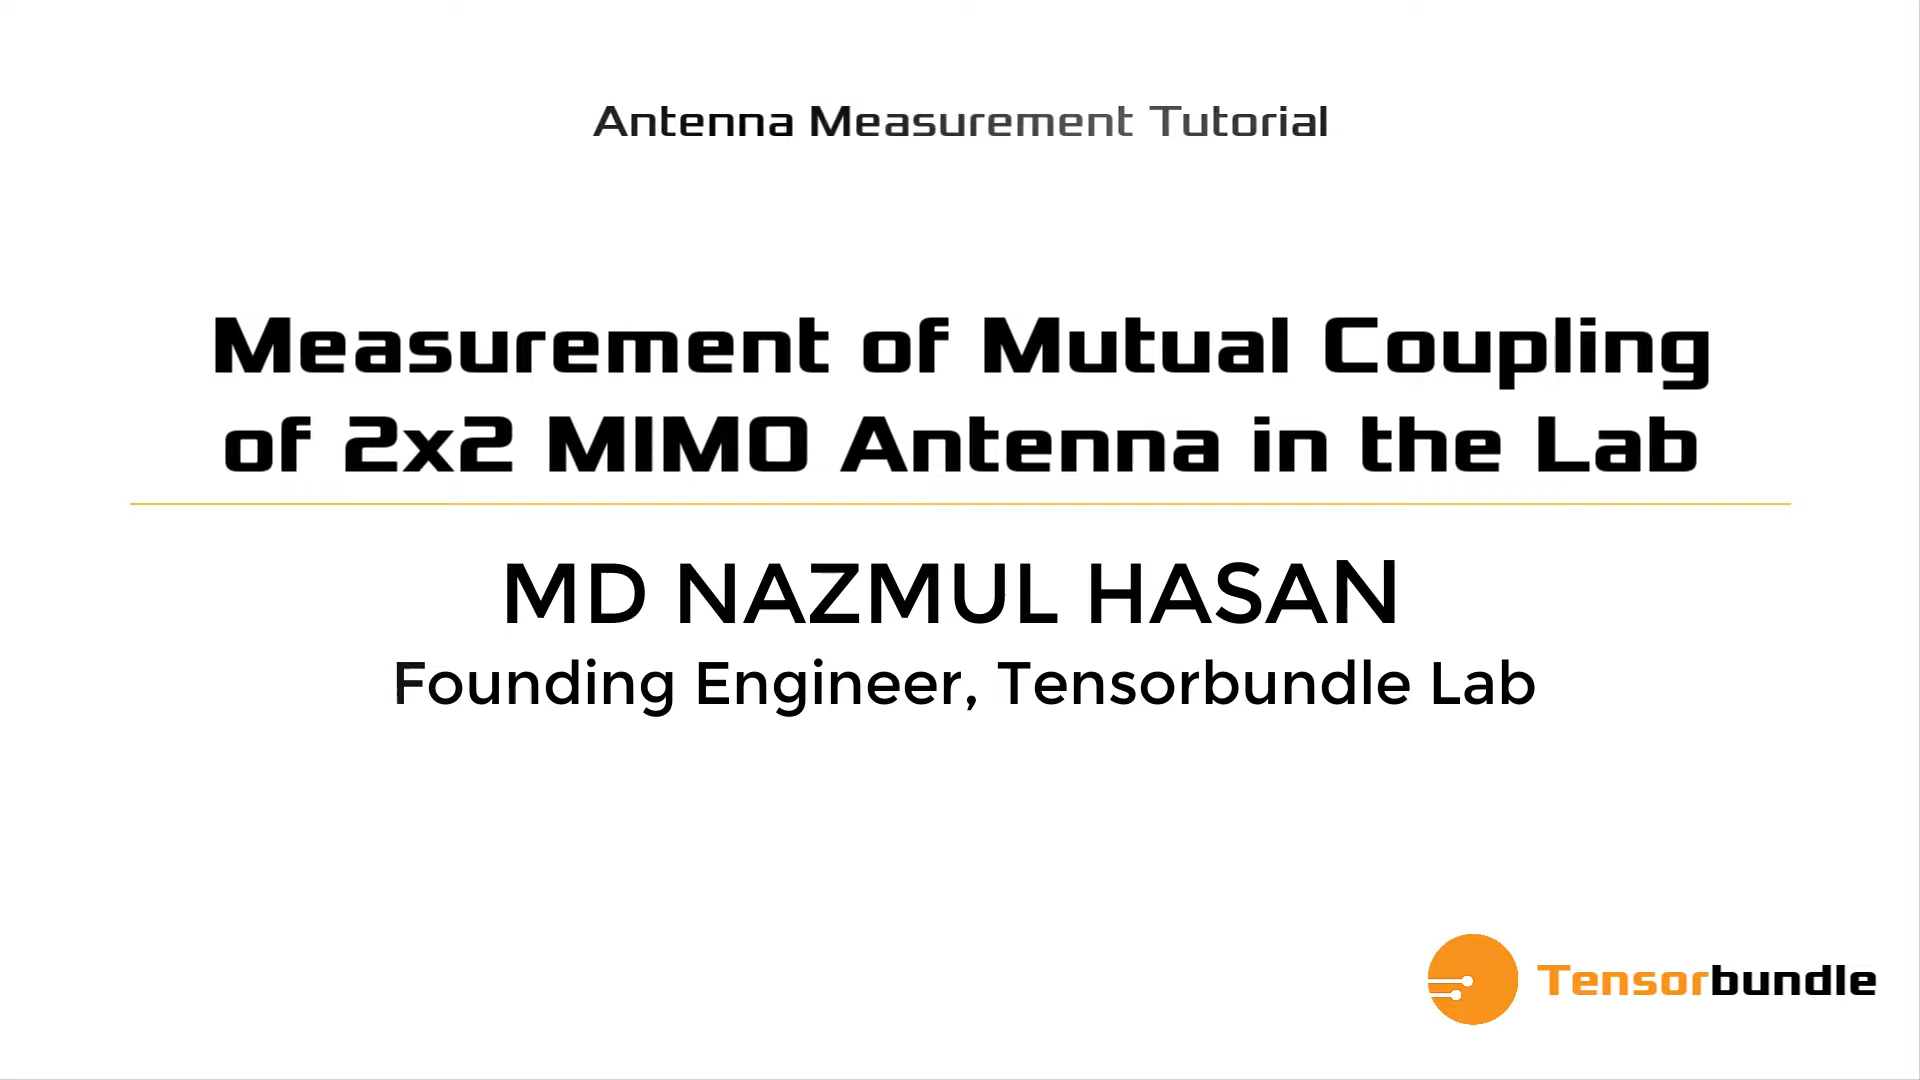 Antenna Measurement Tutorial
Measurement of Mutual Coupling
of 2x2 MIMO Antenna in the Lab
MD NAZMUL HASAN
Founding Engineer, Tensorbundle Lab
Tensorbundle